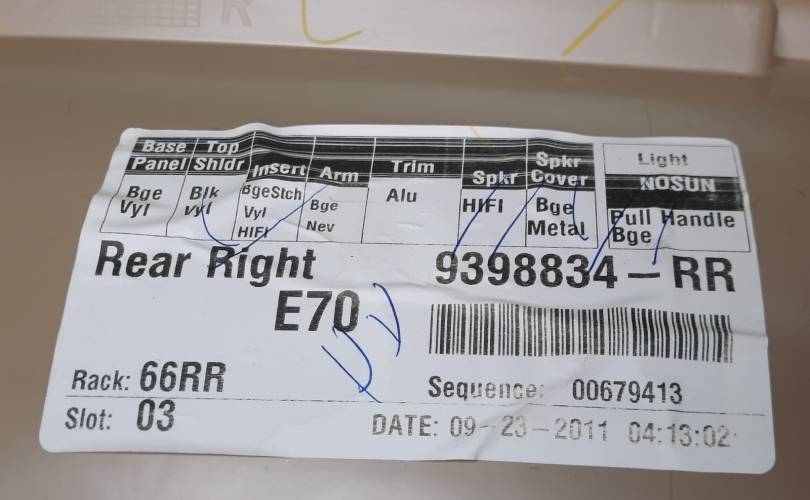 R
Base Top
Panel Shldr Insert Arm Trim Spkr Spkr Cover Light
NOSUN
Bge Vyl Blk Vyl BgeStch Vyl HIFI Bge Nev Alu HIFI Bge Metal Pull Handle Bge
Rear Right 9398834-RR
E70
Rack: 66RR
Sequence: 00679413
Slot: 03
DATE: 09-23-2011 04:13:02